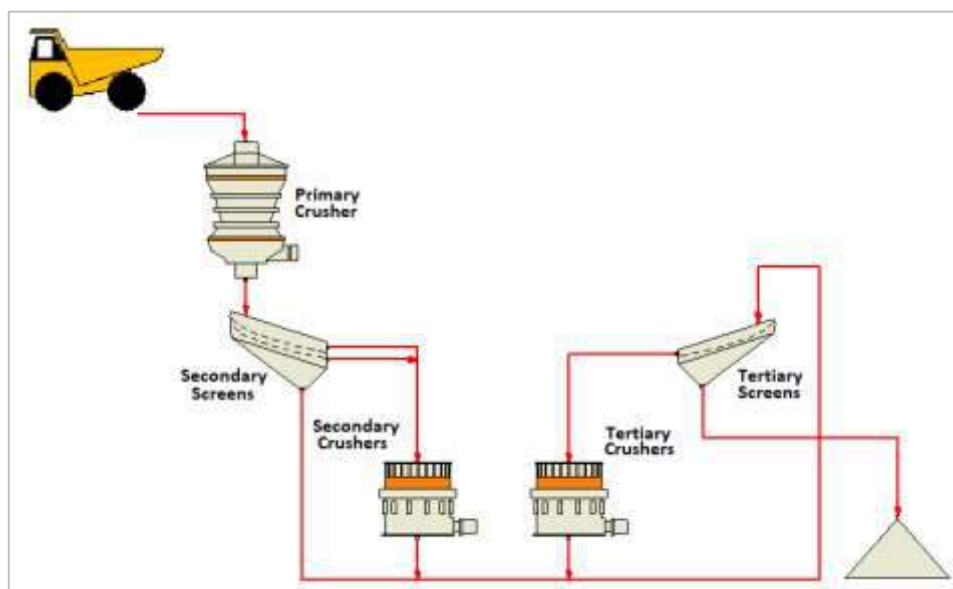 Primary
Crusher
Secondary
Screens
Secondary
Crushers
Tertiary
Crushers
Tertiary
Screens